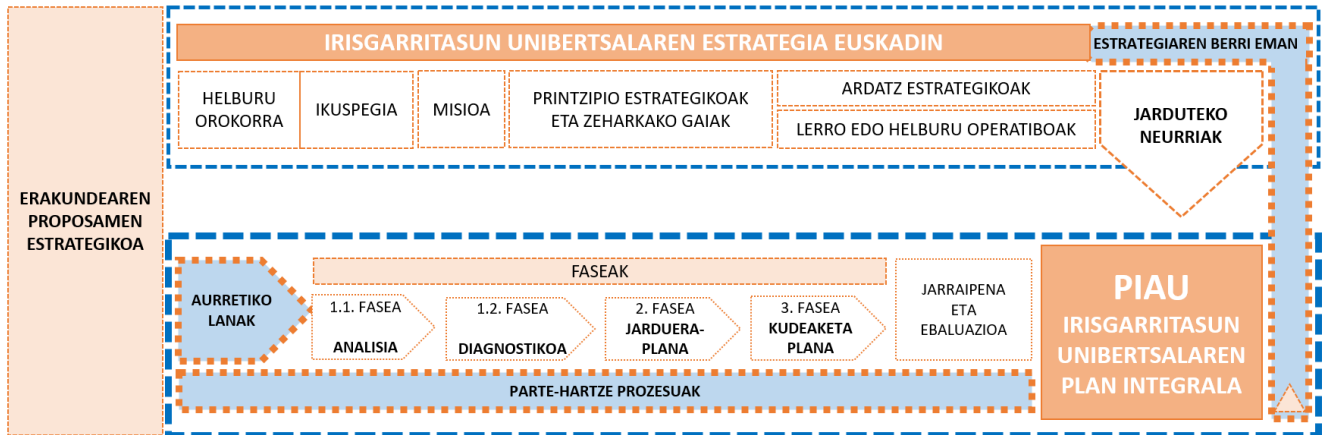 ERAKUNDEAREN
PROPOSAMEN
ESTRATEGIKOA
IRISGARRITASUN UNIBERTSALAREN ESTRATEGIA EUSKADIN
ESTRATEGIAREN BERRI EMAN
HELBURU
OROKORRA
IKUSPEGIA
MISIOA
PRINTZIPIO ESTRATEGIKOAK
ETA ZEHARKAKO GAIAK
ARDATZ ESTRATEGIKOAK
LERRO EDO HELBURU OPERATIBOAK
JARDUTEKO
NEURRIAK
AURRETIKO
LANAK
FASEAK
1.1. FASEA
ANALISIA
1.2. FASEA
DIAGNOSTIKOA
2. FASEA
JARDUERA-
PLANA
3. FASEA
KUDEAKETA
PLANA
JARRAIPENA
ETA
EBALUAZIOA
PARTE-HARTZE PROZESUAK
PIAU
IRISGARRITASUN
UNIBERTSALAREN
PLAN INTEGRALA